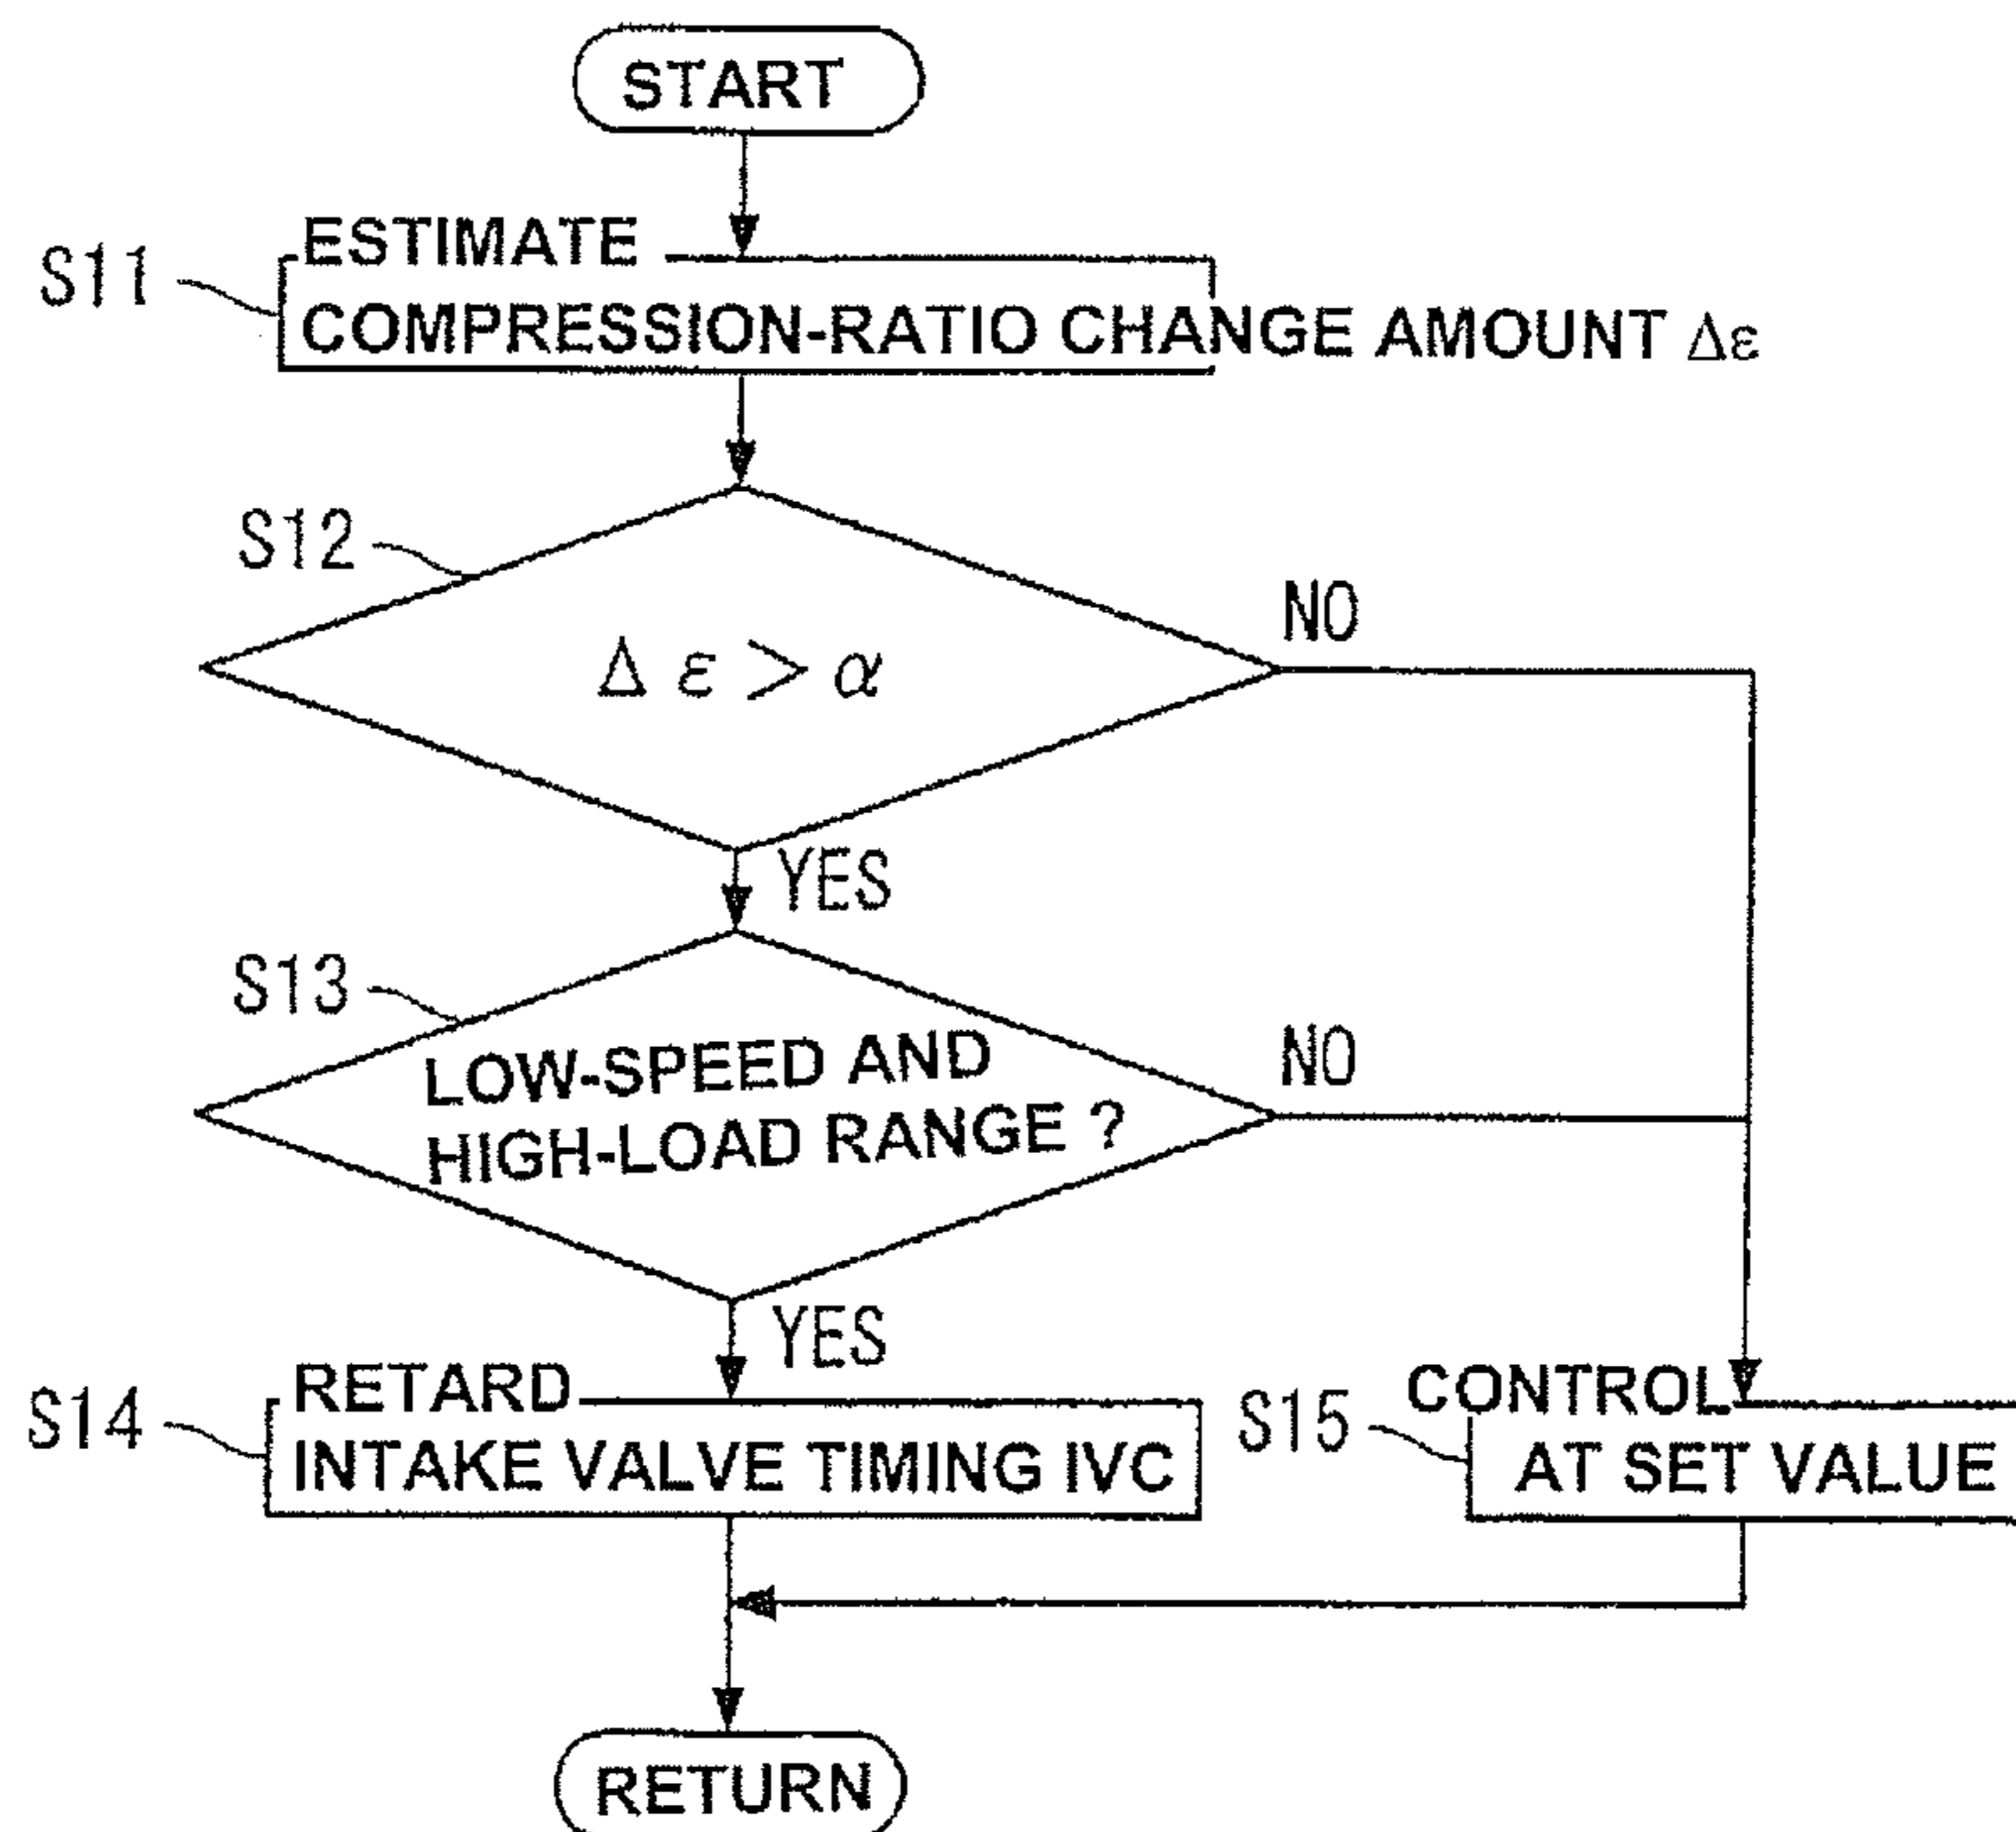 START
S11
ESTIMATE
COMPRESSION-RATIO CHANGE AMOUNT Δε
S12
Δ ε > α
NO
YES
S13
LOW-SPEED AND
HIGH-LOAD RANGE ?
NO
YES
S14
RETARD
INTAKE VALVE TIMING IVC
S15
CONTROL
AT SET VALUE
RETURN